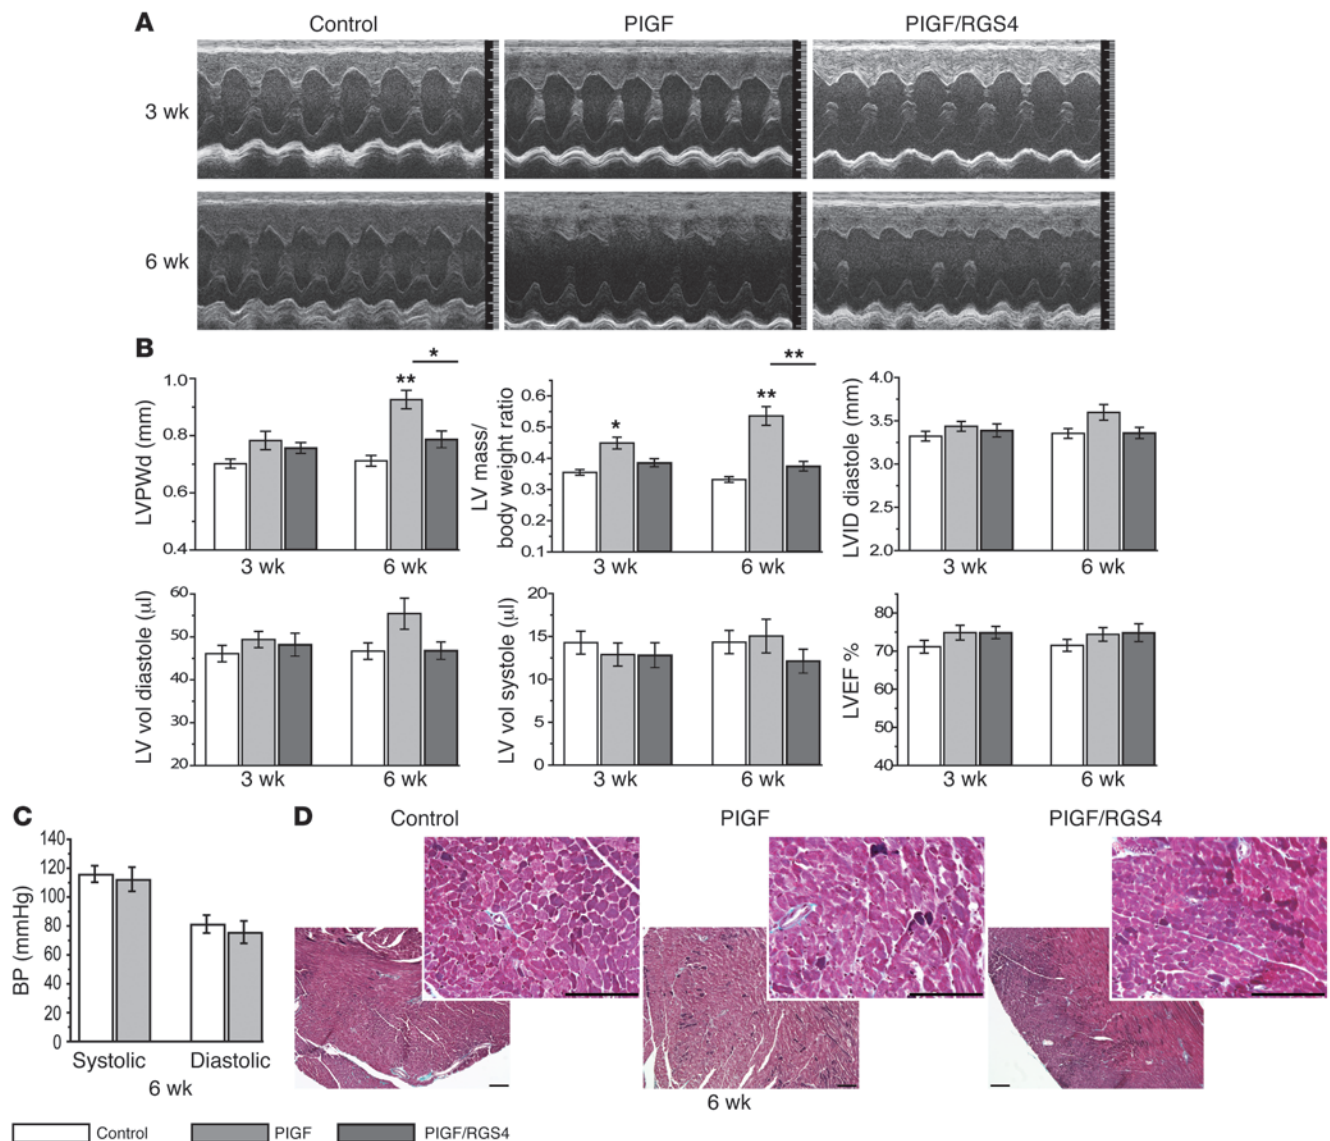 A
Control PIGF PIGF/RGS4
3 wk
6 wk
B
LVPWd (mm)
1.0
0.8
0.6
0.4
*
**
3 wk 6 wk
LV mass/
body weight ratio
0.6
0.5
0.4
0.3
0.2
0.1
*
**
**
3 wk 6 wk
LVID diastole (mm)
4.0
3.5
3.0
2.5
2.0
3 wk 6 wk
LV vol diastole (µl)
60
50
40
30
20
3 wk 6 wk
LV vol systole (µl)
20
15
10
5
0
3 wk 6 wk
LVEF %
80
70
60
50
40
3 wk 6 wk
C
BP (mmHg)
140
120
100
80
60
40
20
0
Systolic Diastolic
6 wk
D
Control PIGF PIGF/RGS4
6 wk
Control PIGF PIGF/RGS4